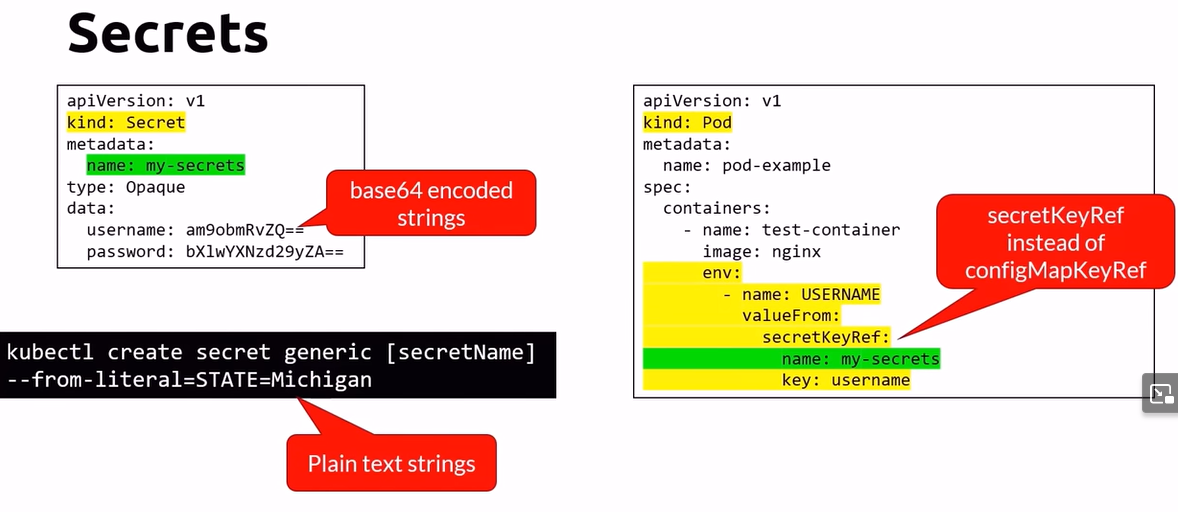 Secrets
apiVersion: v1
kind: Secret
metadata:
  name: my-secrets
type: Opaque
data:
  username: am9obmRvZQ==
  password: bXlwYXNzd29yZA==
base64 encoded
strings
kubectl create secret generic [secretName]
--from-literal=STATE=Michigan
Plain text strings
apiVersion: v1
kind: Pod
metadata:
  name: pod-example
spec:
  containers:
    - name: test-container
      image: nginx
      env:
        - name: USERNAME
          valueFrom:
            secretKeyRef:
              name: my-secrets
              key: username
secretKeyRef
instead of
configMapKeyRef